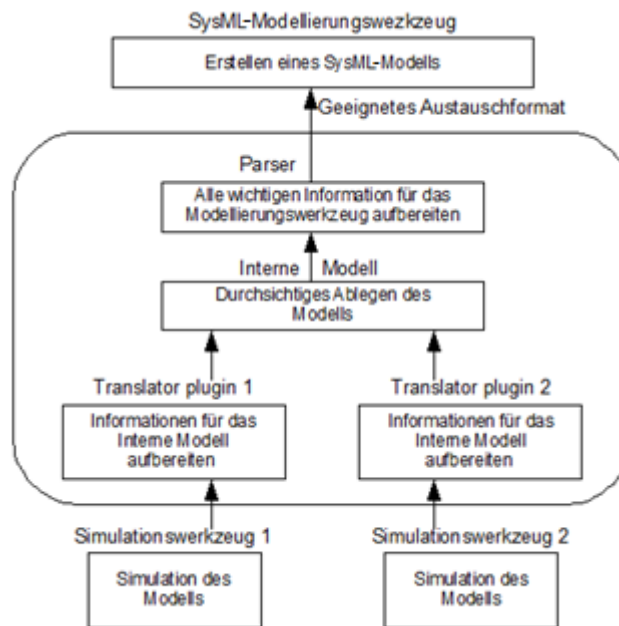 SysML-Modellierungswezkzeug
Erstellen eines SysML-Modells
Geeignetes Austauschformat
Parser
Alle wichtigen Information für das
Modellierungswerkzeug aufbereiten
Interne Modell
Durchsichtiges Ablegen des
Modells
Translator plugin 1
Translator plugin 2
Informationen für das
Interne Modell
aufbereiten
Informationen für das
Interne Modell
aufbereiten
Simulationswerkzeug 1
Simulationswerkzeug 2
Simulation des
Modells
Simulation des
Modells